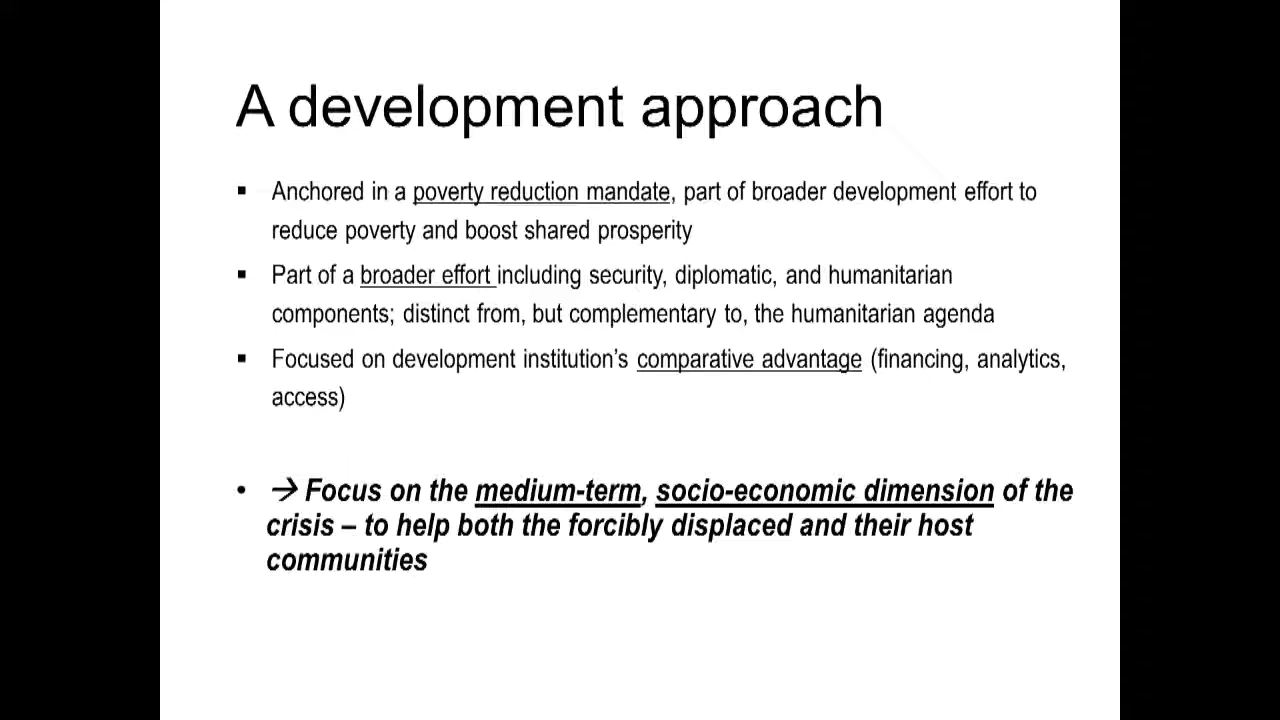 A development approach
▪ Anchored in a poverty reduction mandate, part of broader development effort to
reduce poverty and boost shared prosperity
▪ Part of a broader effort including security, diplomatic, and humanitarian
components; distinct from, but complementary to, the humanitarian agenda
▪ Focused on development institution’s comparative advantage (financing, analytics,
access)
• → Focus on the medium-term, socio-economic dimension of the
crisis – to help both the forcibly displaced and their host
communities